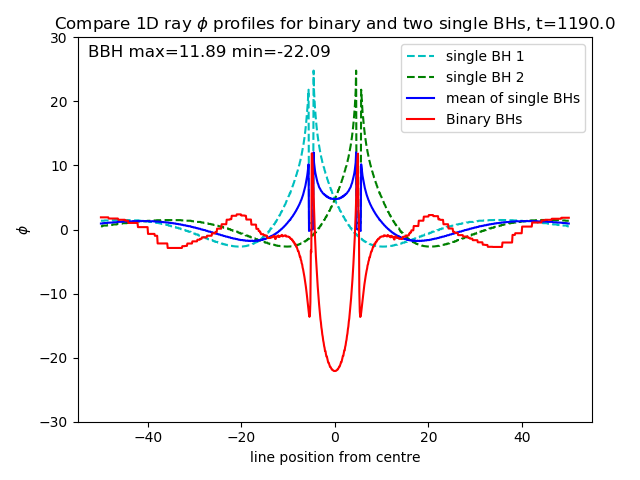 Compare 1D ray ϕ profiles for binary and two single BHs, t=1190.0
BBH max=11.89 min=-22.09
single BH 1
single BH 2
mean of single BHs
Binary BHs
30
20
10
0
−10
−20
−30
ϕ
−40
−20
0
20
40
line position from centre